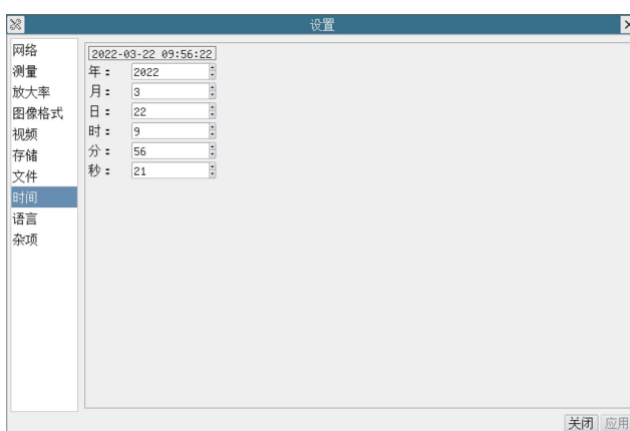 设置
网络
测量
放大率
图像格式
视频
存储
文件
时间
语言
杂项
2022-03-22 09:56:22
年： 2022
月： 3
日： 22
时： 9
分： 56
秒： 21
关闭 应用